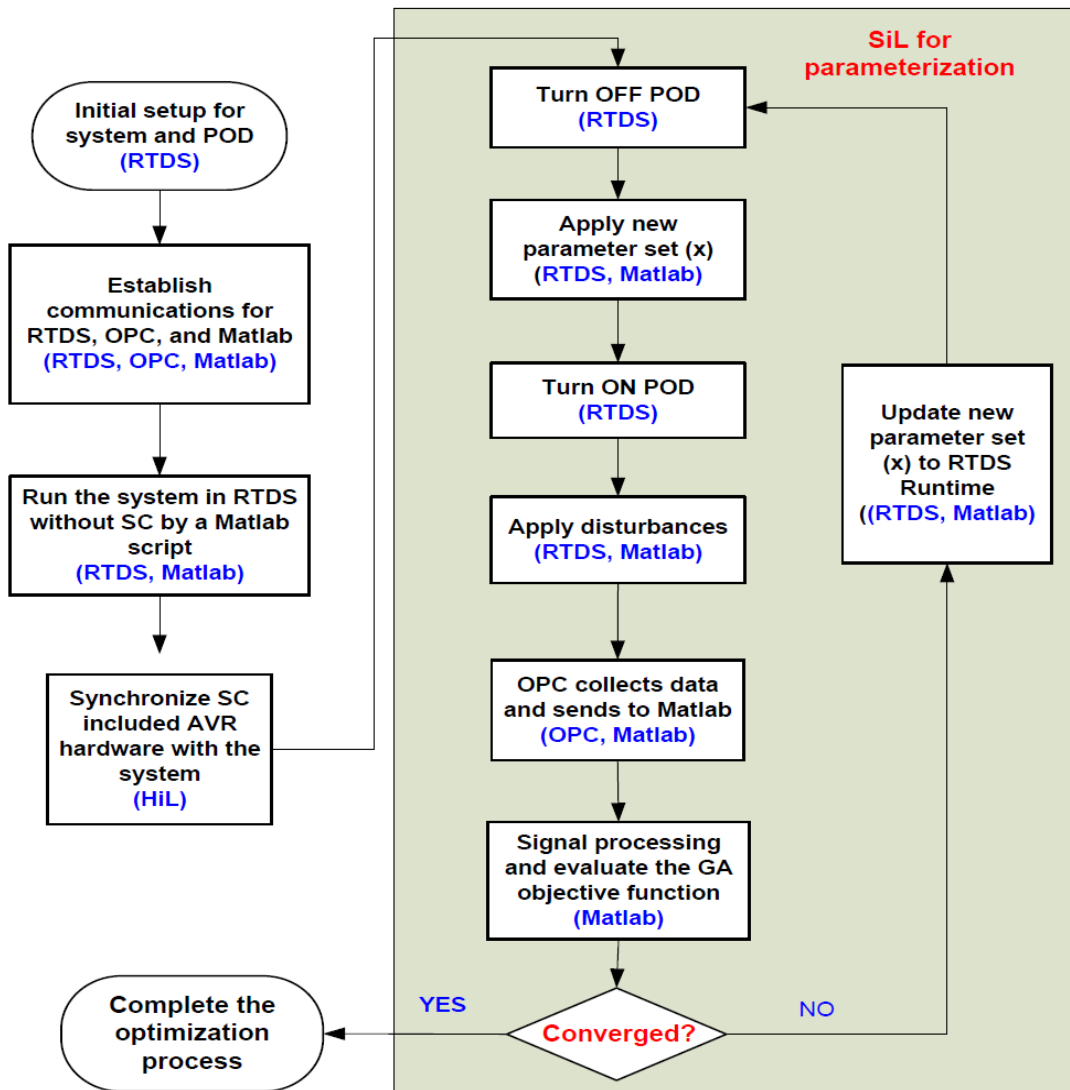 Initial setup for
system and POD
(RTDS)
Establish
communications for
RTDS, OPC, and Matlab
(RTDS, OPC, Matlab)
Run the system in RTDS
without SC by a Matlab
script
(RTDS, Matlab)
Synchronize SC
included AVR
hardware with the
system
(HiL)
SiL for
parameterization
Turn OFF POD
(RTDS)
Apply new
parameter set (x)
(RTDS, Matlab)
Turn ON POD
(RTDS)
Apply disturbances
(RTDS, Matlab)
OPC collects data
and sends to Matlab
(OPC, Matlab)
Signal processing
and evaluate the GA
objective function
(Matlab)
Converged?
YES
NO
Update new
parameter set
(x) to RTDS
Runtime
((RTDS, Matlab)
Complete the
optimization
process